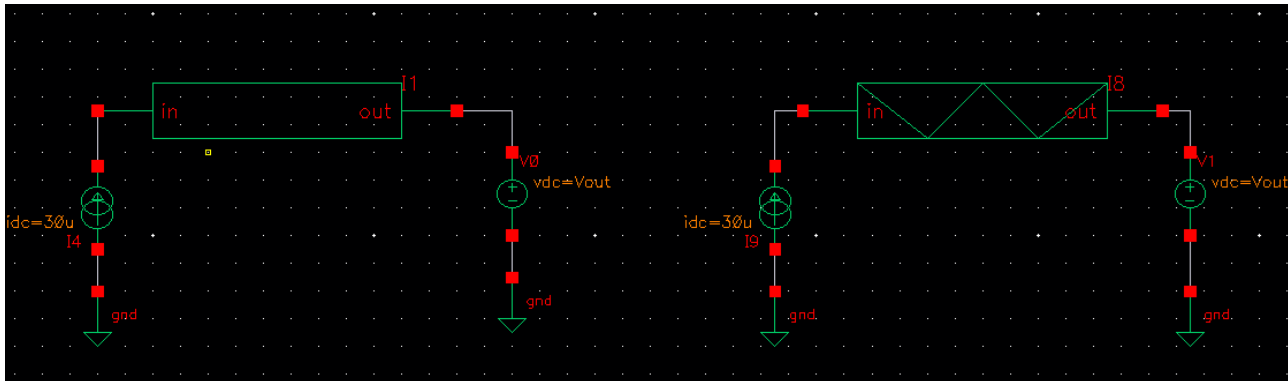 I1
in out
V0
vdc=Vout
idc=30u
I4
gnd
gnd
I8
in out
V1
vdc=Vout
idc=30u
I9
gnd
gnd